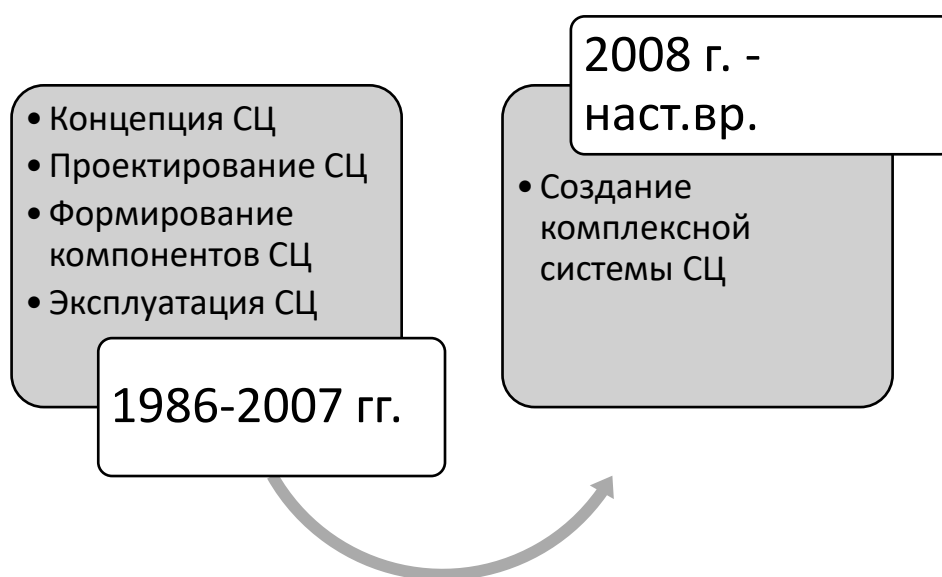 • Концепция СЦ
• Проектирование СЦ
• Формирование
компонентов СЦ
• Эксплуатация СЦ
1986-2007 гг.
2008 г. -
наст.вр.
• Создание
комплексной
системы СЦ